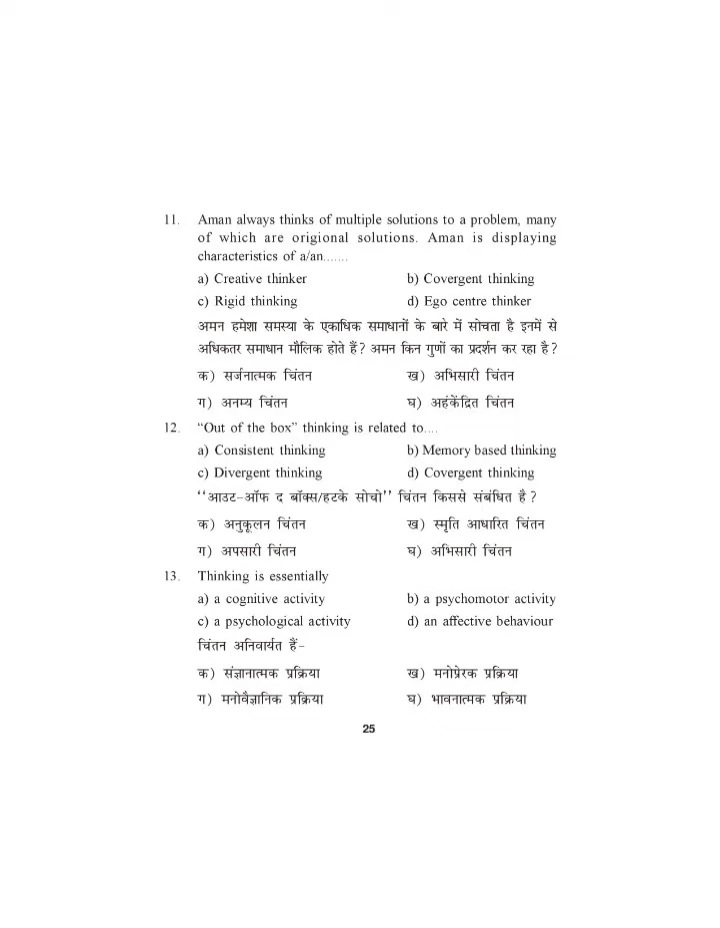 11. Aman always thinks of multiple solutions to a problem, many
of which are origional solutions. Aman is displaying
characteristics of a/an.......
a) Creative thinker b) Covergent thinking
c) Rigid thinking d) Ego centre thinker
अमन हमेशा समस्या के एकाधिक समाधानों के बारे में सोचता है इनमें से
अधिकतर समाधान मौलिक होते हैं? अमन किन गुणों का प्रदर्शन कर रहा है?
क) सर्जनात्मक चिंतन ख) अभिसारी चिंतन
ग) अनम्य चिंतन घ) अहंकेंद्रित चिंतन
12. “Out of the box” thinking is related to....
a) Consistent thinking b) Memory based thinking
c) Divergent thinking d) Covergent thinking
‘‘आउट-ऑफ द बॉक्स/हटके सोचो’’ चिंतन किससे संबंधित है?
क) अनुकूलन चिंतन ख) स्मृति आधारित चिंतन
ग) अपसारी चिंतन घ) अभिसारी चिंतन
13. Thinking is essentially
a) a cognitive activity b) a psychomotor activity
c) a psychological activity d) an affective behaviour
चिंतन अनिवार्यत हैं-
क) संज्ञानात्मक प्रक्रिया ख) मनोप्रेरक प्रक्रिया
ग) मनोवैज्ञानिक प्रक्रिया घ) भावनात्मक प्रक्रिया
25